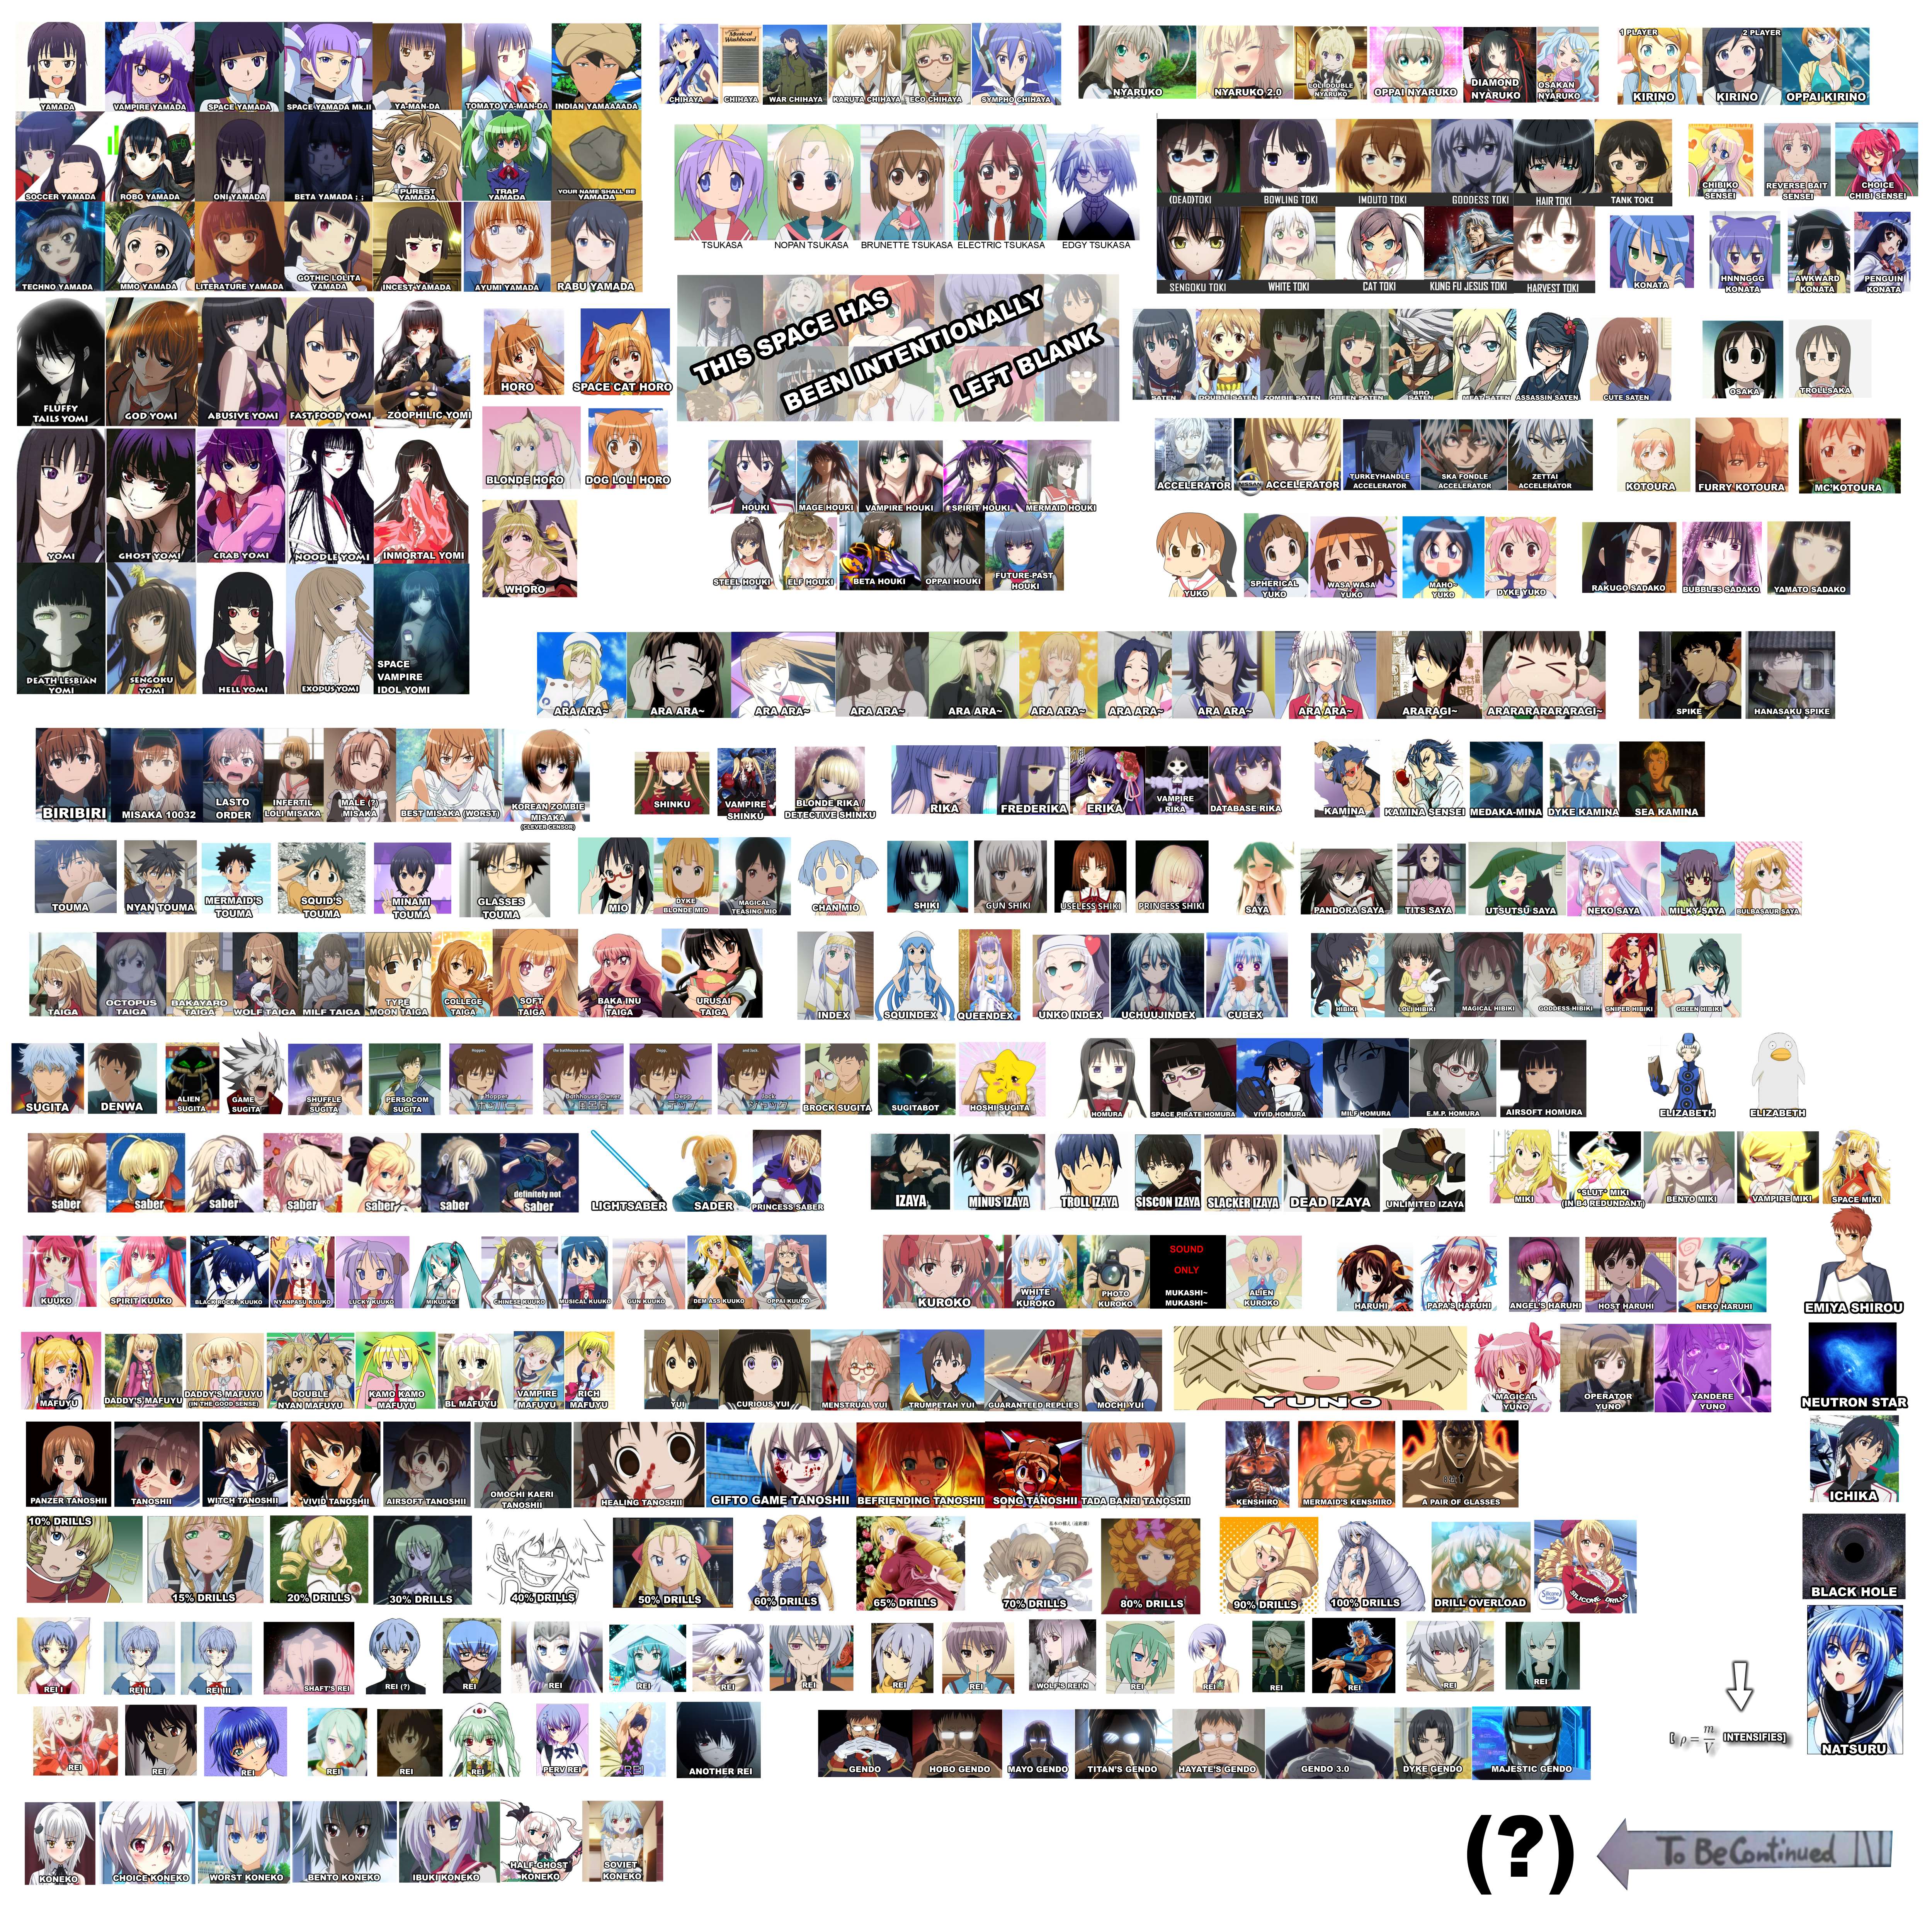 YAMADA
VAMPIRE YAMADA
SPACE YAMADA
SPACE YAMADA Mk.II
YA-MAN-DA
TOMATO YA-MAN-DA
INDIAN YAMAAAADA
SOCCER YAMADA
ROBO YAMADA
ONI YAMADA
BETA YAMADA ; ;
PUREST
YAMADA
TRAP
YAMADA
YOUR NAME SHALL BE
YAMADA
TECHNO YAMADA
MMO YAMADA
LITERATURE YAMADA
GOTHIC LOLITA
YAMADA
INCEST YAMADA
AYUMI YAMADA
RABU YAMADA
CHIHAYA
Musical
Washboard
CHIHAYA
WAR CHIHAYA
KARUTA CHIHAYA
ECO CHIHAYA
SYMPHO CHIHAYA
NYARUKO
NYARUKO 2.0
LOLI DOUBLE
NYARUKO
OPPAI NYARUKO
DIAMOND
NYARUKO
OSAKAN
NYARUKO
1 PLAYER
KIRINO
2 PLAYER
KIRINO
OPPAI KIRINO
TSUKASA
NOPAN TSUKASA
BRUNETTE TSUKASA
ELECTRIC TSUKASA
EDGY TSUKASA
(DEAD)TOKI
BOWLING TOKI
IMOUTO TOKI
GODDESS TOKI
HAIR TOKI
TANK TOKI
SENGOKU TOKI
WHITE TOKI
CAT TOKI
KUNG FU JESUS TOKI
HARVEST TOKI
CHIBIKO
SENSEI
REVERSE BAIT
SENSEI
CHOICE
CHIBI SENSEI
KONATA
HNNNGGG
KONATA
AWKWARD
KONATA
PENGUIN
KONATA
FLUFFY
TAILS YOMI
GOD YOMI
ABUSIVE YOMI
FAST FOOD YOMI
ZOOPHILIC YOMI
YOMI
GHOST YOMI
CRAB YOMI
NOODLE YOMI
INMORTAL YOMI
DEATH LESBIAN
YOMI
SENGOKU
YOMI
HELL YOMI
EXODUS YOMI
SPACE
VAMPIRE
IDOL YOMI
HORO
SPACE CAT HORO
BLONDE HORO
DOG LOLI HORO
WHORO
THIS SPACE HAS
BEEN INTENTIONALLY
LEFT BLANK
SATEN
DOUBLE SATEN
ZOMBIE SATEN
GREEN SATEN
BRO
SATEN
MEAT SATEN
ASSASSIN SATEN
CUTE SATEN
OSAKA
TROLLSAKA
HOUKI
MAGE HOUKI
VAMPIRE HOUKI
SPIRIT HOUKI
MERMAID HOUKI
STEEL HOUKI
ELF HOUKI
BETA HOUKI
OPPAI HOUKI
FUTURE-PAST
HOUKI
ACCELERATOR
NISSAN
ACCELERATOR
TURKEYHANDLE
ACCELERATOR
SKA FONDLE
ACCELERATOR
ZETTAI
ACCELERATOR
KOTOURA
FURRY KOTOURA
MC'KOTOURA
YUKO
SPHERICAL
YUKO
WASA WASA
YUKO
MAHO~
YUKO
DYKE YUKO
RAKUGO SADAKO
BUBBLES SADAKO
YAMATO SADAKO
ARA ARA~
ARA ARA~
ARA ARA~
ARA ARA~
ARA ARA~
ARA ARA~
ARA ARA~
ARA ARA~
ARA ARA~
ARARAGI~
ARARARARARARAGI~
SPIKE
HANASAKU SPIKE
BIRIBIRI
MISAKA 10032
LASTO
ORDER
INFERTIL
LOLI MISAKA
MALE (?)
MISAKA
BEST MISAKA (WORST)
KOREAN ZOMBIE
MISAKA
(CLEVER CENSOR)
SHINKU
VAMPIRE
SHINKU
BLONDE RIKA /
DETECTIVE SHINKU
RIKA
FREDERIKA
ERIKA
VAMPIRE
RIKA
DATABASE RIKA
KAMINA
KAMINA SENSEI
MEDAKA-MINA
DYKE KAMINA
SEA KAMINA
TOUMA
NYAN TOUMA
MERMAID'S
TOUMA
SQUID'S
TOUMA
MINAMI
TOUMA
GLASSES
TOUMA
MIO
DYKE
BLONDE MIO
MAGICAL
TEASING MIO
CHAN MIO
SHIKI
GUN SHIKI
USELESS SHIKI
PRINCESS SHIKI
SAYA
PANDORA SAYA
TITS SAYA
UTSUTSU SAYA
NEKO SAYA
MILKY SAYA
BULBASAUR SAYA
TAIGA
OCTOPUS
TAIGA
BAKAYARO
TAIGA
WOLF TAIGA
MILF TAIGA
TYPE
MOON TAIGA
COLLEGE
TAIGA
SOFT
TAIGA
BAKA INU
TAIGA
URUSAI
TAIGA
INDEX
SQUINDEX
QUEENDEX
UNKO INDEX
UCHUUJINDEX
CUBEX
HIBIKI
LOLI HIBIKI
MAGICAL HIBIKI
GODDESS HIBIKI
SNIPER HIBIKI
GREEN HIBIKI
SUGITA
DENWA
ALIEN
SUGITA
GAME
SUGITA
SHUFFLE
SUGITA
PERSOCOM
SUGITA
Hopper,
Hopper
ホッパー
the bathhouse owner,
Bathhouse owner
Depp,
Depp
デップ
and Jack.
Jack
ジャック
BROCK SUGITA
SUGITABOT
HOSHI SUGITA
HOMURA
SPACE PIRATE HOMURA
VIVID HOMURA
MILF HOMURA
E.M.P. HOMURA
AIRSOFT HOMURA
ELIZABETH
ELIZABETH
saber
saber
saber
saber
saber
saber
definitely not
saber
LIGHTSABER
SADER
PRINCESS SABER
IZAYA
MINUS IZAYA
TROLL IZAYA
SISCON IZAYA
SLACKER IZAYA
DEAD IZAYA
UNLIMITED IZAYA
MIKI
*SLUT* MIKI
(IN B4 REDUNDANT)
BENTO MIKI
VAMPIRE MIKI
SPACE MIKI
KUUKO
SPIRIT KUUKO
BLACK ROCK KUUKO
NYANPASU KUUKO
LUCKY KUUKO
MIKUUKO
CHINESE KUUKO
MUSICAL KUUKO
GUN KUUKO
DEM ASS KUUKO
OPPAI KUUKO
KUROKO
WHITE
KUROKO
PHOTO
KUROKO
SOUND
ONLY
MUKASHI~
MUKASHI~
ALIEN
KUROKO
HARUHI
PAPA'S HARUHI
ANGEL'S HARUHI
HOST HARUHI
NEKO HARUHI
EMIYA SHIROU
MAFUYU
DADDY'S MAFUYU
DADDY'S MAFUYU
(IN THE GOOD SENSE)
DOUBLE
NYAN MAFUYU
KAMO KAMO
MAFUYU
BL MAFUYU
VAMPIRE
MAFUYU
RICH
MAFUYU
YUI
CURIOUS YUI
MENSTRUAL YUI
TRUMPETAH YUI
GUARANTEED REPLIES
MOCHI YUI
YUNO
MAGICAL
YUNO
OPERATOR
YUNO
YANDERE
YUNO
NEUTRON STAR
PANZER TANOSHII
TANOSHII
WITCH TANOSHII
VIVID TANOSHII
AIRSOFT TANOSHII
OMOCHI KAERI
TANOSHII
HEALING TANOSHII
GIFTO GAME TANOSHII
BEFRIENDING TANOSHII
SONG TANOSHII
TADA BANRI TANOSHII
KENSHIRO
MERMAID'S KENSHIRO
A PAIR OF GLASSES
ICHIKA
10% DRILLS
15% DRILLS
20% DRILLS
30% DRILLS
40% DRILLS
50% DRILLS
60% DRILLS
65% DRILLS
70% DRILLS
80% DRILLS
90% DRILLS
100% DRILLS
DRILL OVERLOAD
SILICONE DRILLS
BLACK HOLE
REI I
REI II
REI III
SHAFT'S REI
REI (?)
REI
REI
REI
REI
REI
REI
REI
WOLF'S REI'N
REI
REI
REI
REI
REI
REI
REI
REI
REI
REI
REI
REI
PERV REI
REI
ANOTHER REI
GENDO
HOBO GENDO
MAYO GENDO
TITAN'S GENDO
HAYATE'S GENDO
GENDO 3.0
DYKE GENDO
MAJESTIC GENDO
[ ρ = m/V INTENSIFIES]
NATSURU
KONEKO
CHOICE KONEKO
WORST KONEKO
BENTO KONEKO
IBUKI KONEKO
HALF-GHOST
KONEKO
SOVIET
KONEKO
(?)
To Be Continued